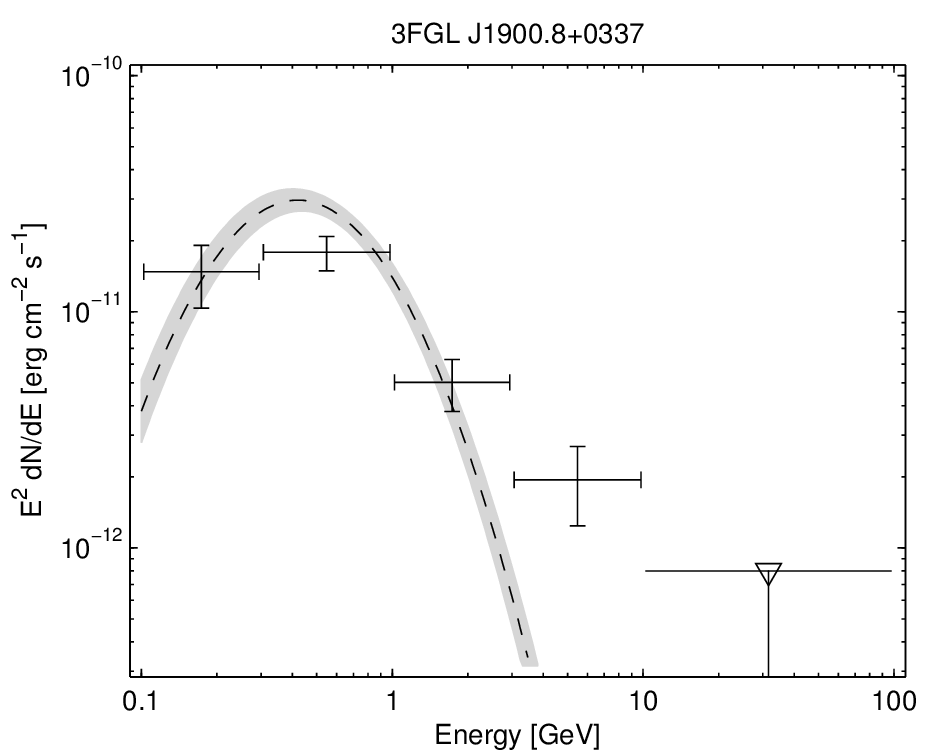 3FGL J1900.8+0337
10⁻¹⁰
10⁻¹¹
10⁻¹²
E² dN/dE [erg cm⁻² s⁻¹]
0.1 1 10 100
Energy [GeV]